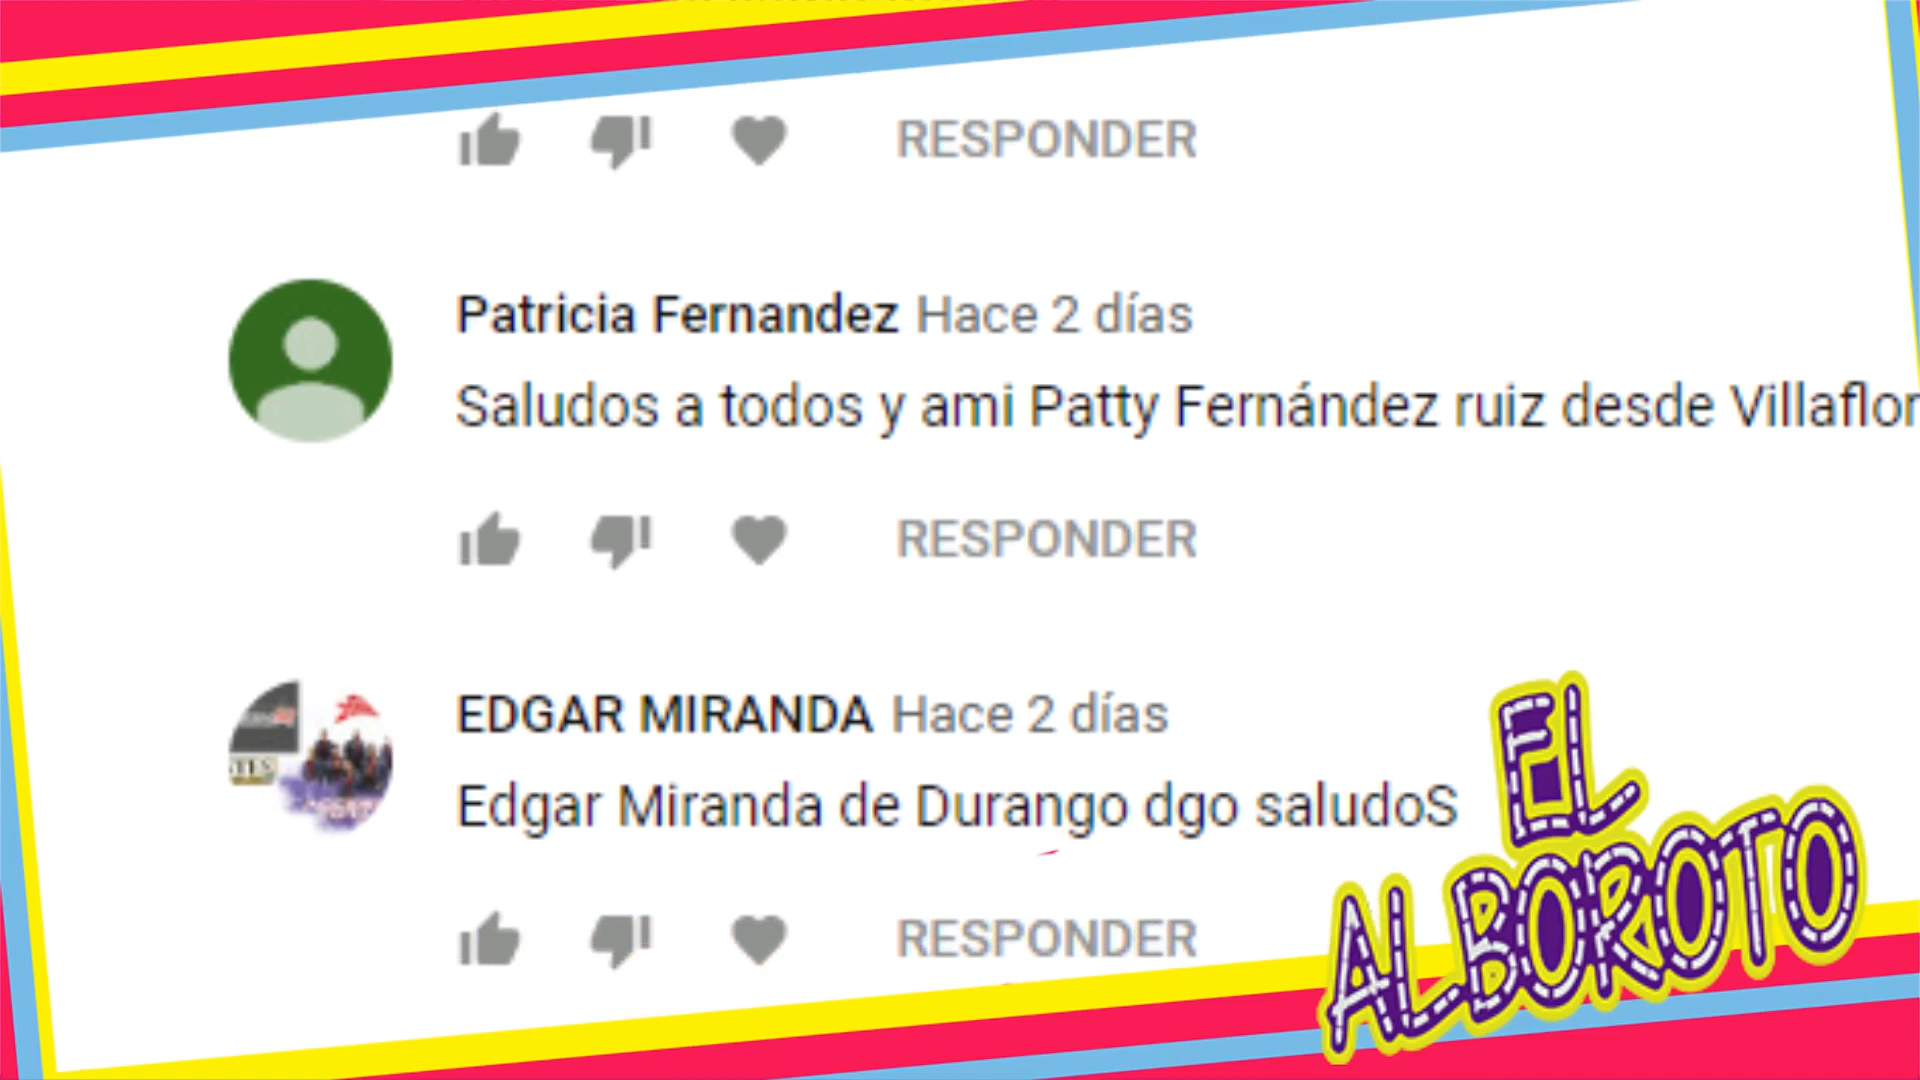 RESPONDER
Patricia Fernandez Hace 2 días
Saludos a todos y ami Patty Fernández ruiz desde Villaflor
RESPONDER
EDGAR MIRANDA Hace 2 días
Edgar Miranda de Durango dgo saludoS
RESPONDER
EL
ALBOROTO